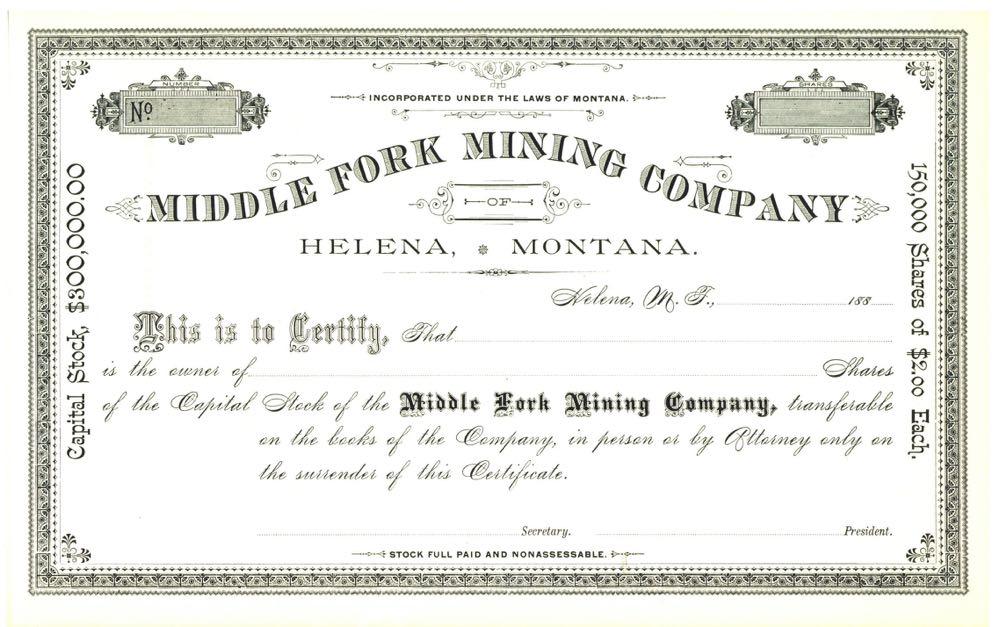 NUMBER
No.
SHARES
INCORPORATED UNDER THE LAWS OF MONTANA.
MIDDLE FORK MINING COMPANY
OF
HELENA, MONTANA.
Capital Stock, $300,000.00
150,000 Shares of $2.00 Each.
Helena, M. T., 188
This is to Certify, That
is the owner of Shares
of the Capital Stock of the Middle Fork Mining Company, transferable
on the books of the Company, in person or by Attorney only on
the surrender of this Certificate.
Secretary. President.
STOCK FULL PAID AND NONASSESSABLE.